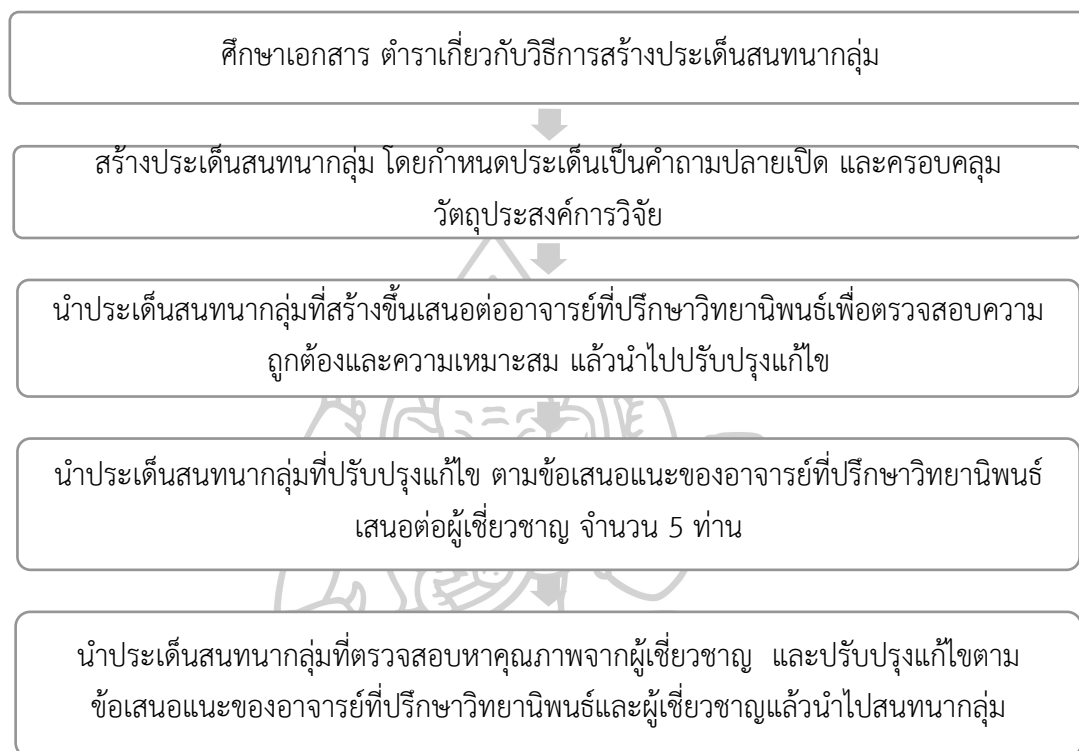 ศึกษาเอกสาร ตำราเกี่ยวกับวิธีการสร้างประเด็นสนทนากลุ่ม
สร้างประเด็นสนทนากลุ่ม โดยกำหนดประเด็นเป็นคำถามปลายเปิด และครอบคลุม
วัตถุประสงค์การวิจัย
นำประเด็นสนทนากลุ่มที่สร้างขึ้นเสนอต่ออาจารย์ที่ปรึกษาวิทยานิพนธ์เพื่อตรวจสอบความ
ถูกต้องและความเหมาะสม แล้วนำไปปรับปรุงแก้ไข
นำประเด็นสนทนากลุ่มที่ปรับปรุงแก้ไข ตามข้อเสนอแนะของอาจารย์ที่ปรึกษาวิทยานิพนธ์
เสนอต่อผู้เชี่ยวชาญ จำนวน 5 ท่าน
นำประเด็นสนทนากลุ่มที่ตรวจสอบหาคุณภาพจากผู้เชี่ยวชาญ และปรับปรุงแก้ไขตาม
ข้อเสนอแนะของอาจารย์ที่ปรึกษาวิทยานิพนธ์และผู้เชี่ยวชาญแล้วนำไปสนทนากลุ่ม